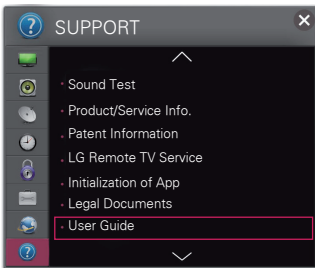 SUPPORT
• Sound Test
• Product/Service Info.
• Patent Information
• LG Remote TV Service
• Initialization of App
• Legal Documents
• User Guide